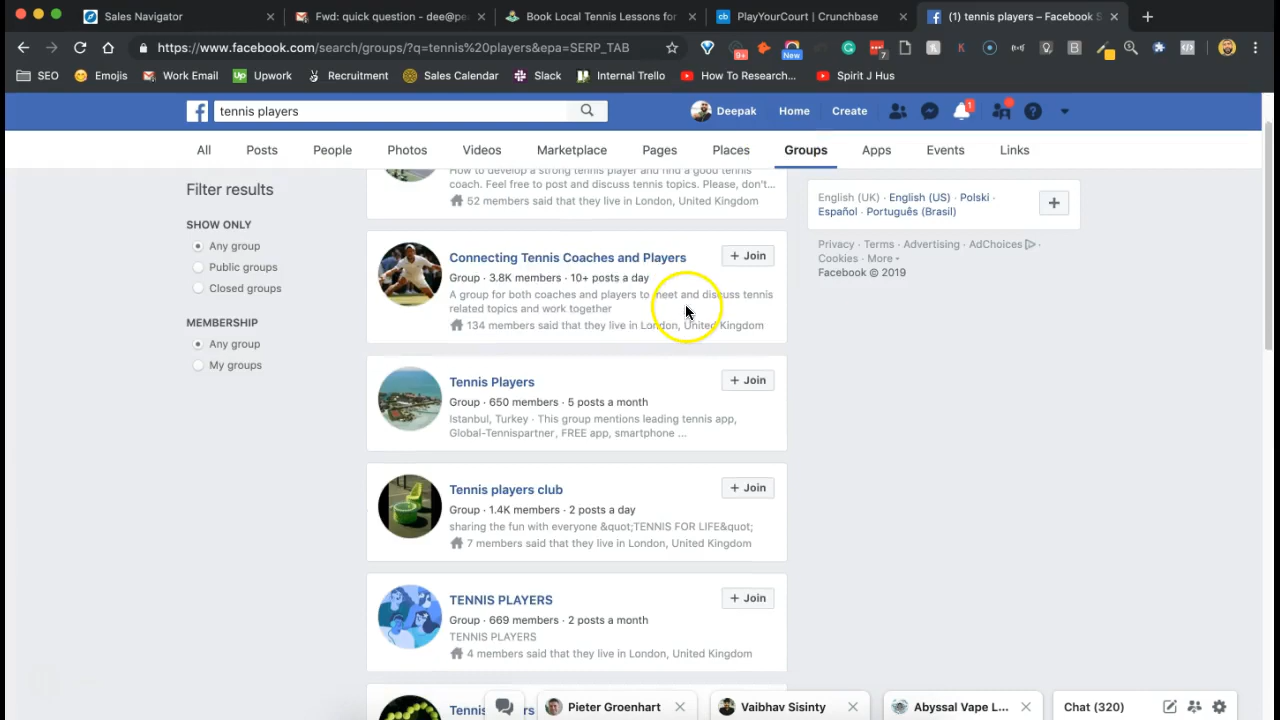 Sales Navigator
Fwd: quick question - dee@pe
Book Local Tennis Lessons for
PlayYourCourt | Crunchbase
(1) tennis players – Facebook S
https://www.facebook.com/search/groups/?q=tennis%20players&epa=SERP_TAB
9+
New
7
SEO
Emojis
Work Email
Up Upwork
Recruitment
Sales Calendar
Slack
Internal Trello
How To Research...
Spirit J Hus
tennis players
Deepak
Home
Create
1
All
Posts
People
Photos
Videos
Marketplace
Pages
Places
Groups
Apps
Events
Links
Filter results
SHOW ONLY
Any group
Public groups
Closed groups
MEMBERSHIP
Any group
My groups
How to develop a strong tennis player and find a good tennis
coach. Feel free to post and discuss tennis topics. Please, don't...
52 members said that they live in London, United Kingdom
Connecting Tennis Coaches and Players
+ Join
Group · 3.8K members · 10+ posts a day
A group for both coaches and players to meet and discuss tennis
related topics and work together
134 members said that they live in London, United Kingdom
Tennis Players
+ Join
Group · 650 members · 5 posts a month
Istanbul, Turkey · This group mentions leading tennis app,
Global-Tennispartner, FREE app, smartphone ...
Tennis players club
+ Join
Group · 1.4K members · 2 posts a day
sharing the fun with everyone &quot;TENNIS FOR LIFE&quot;
7 members said that they live in London, United Kingdom
TENNIS PLAYERS
+ Join
Group · 669 members · 2 posts a month
TENNIS PLAYERS
4 members said that they live in London, United Kingdom
English (UK) · English (US) · Polski ·
Español · Português (Brasil)
Privacy · Terms · Advertising · AdChoices ·
Cookies · More
Facebook © 2019
Pieter Groenhart
Vaibhav Sisinty
Abyssal Vape L...
Chat (320)